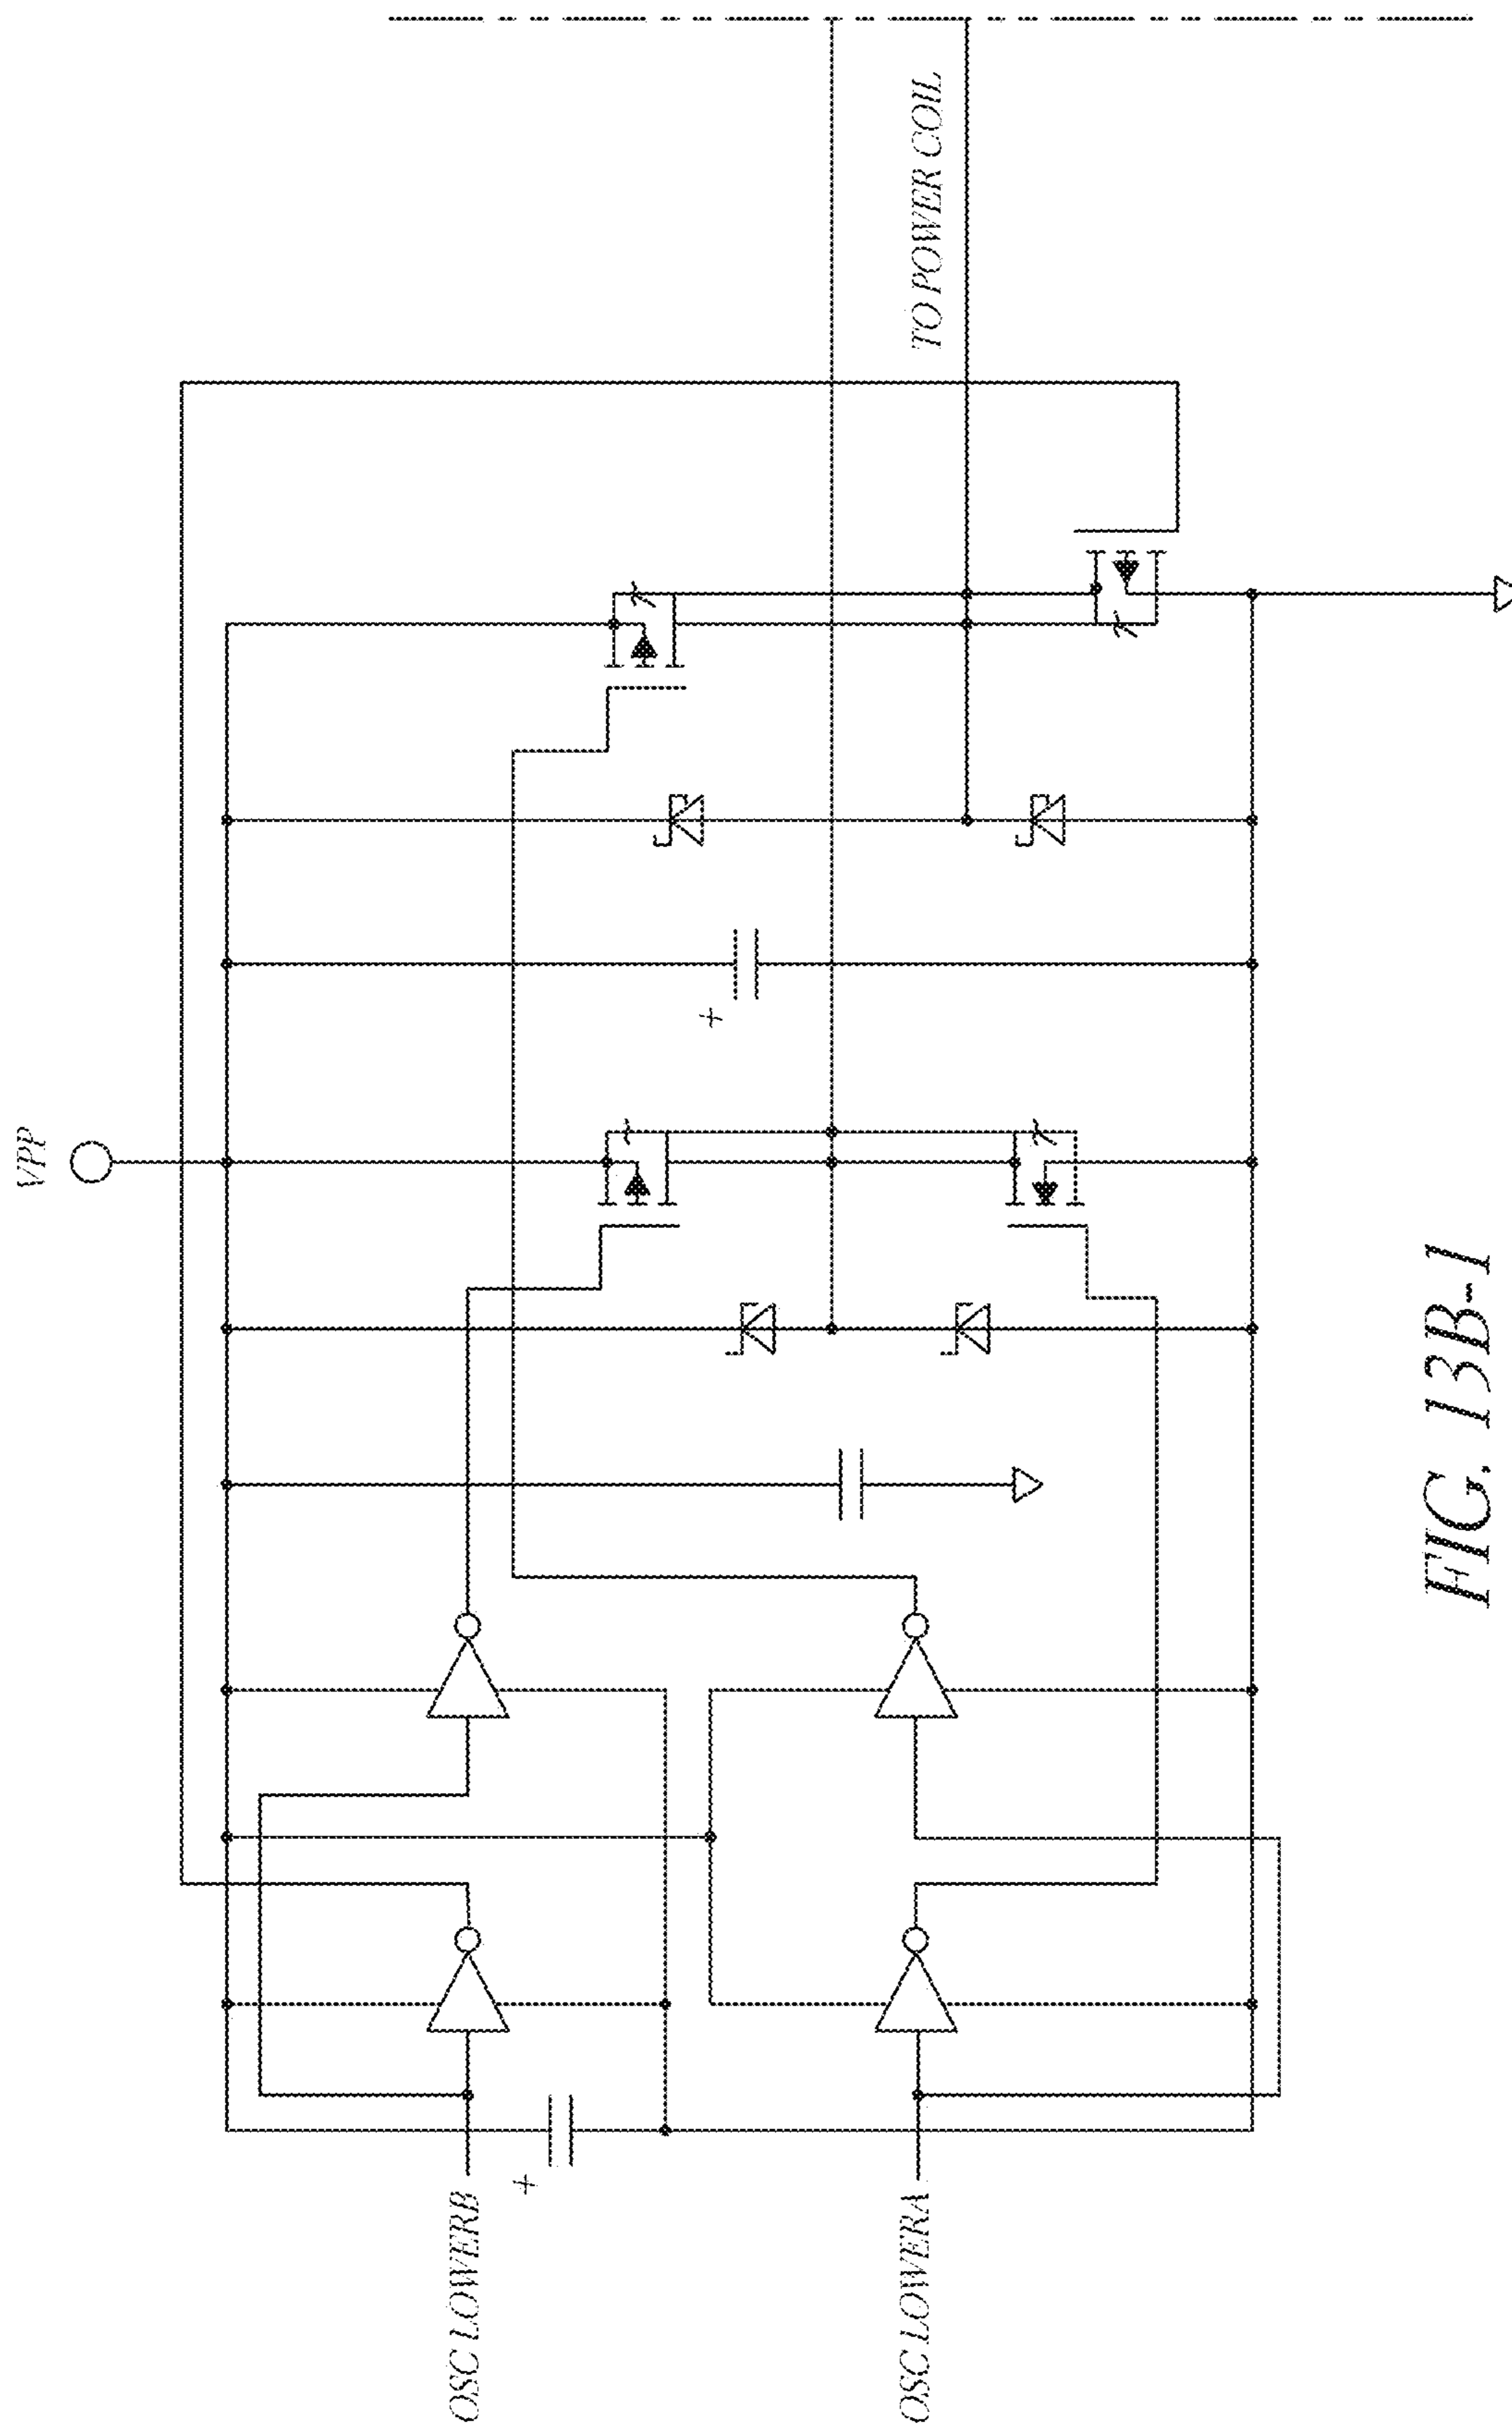 VPP
TO POWER COIL
+
+
OSC LOWERB
OSC LOWERA
FIG. 13B-1